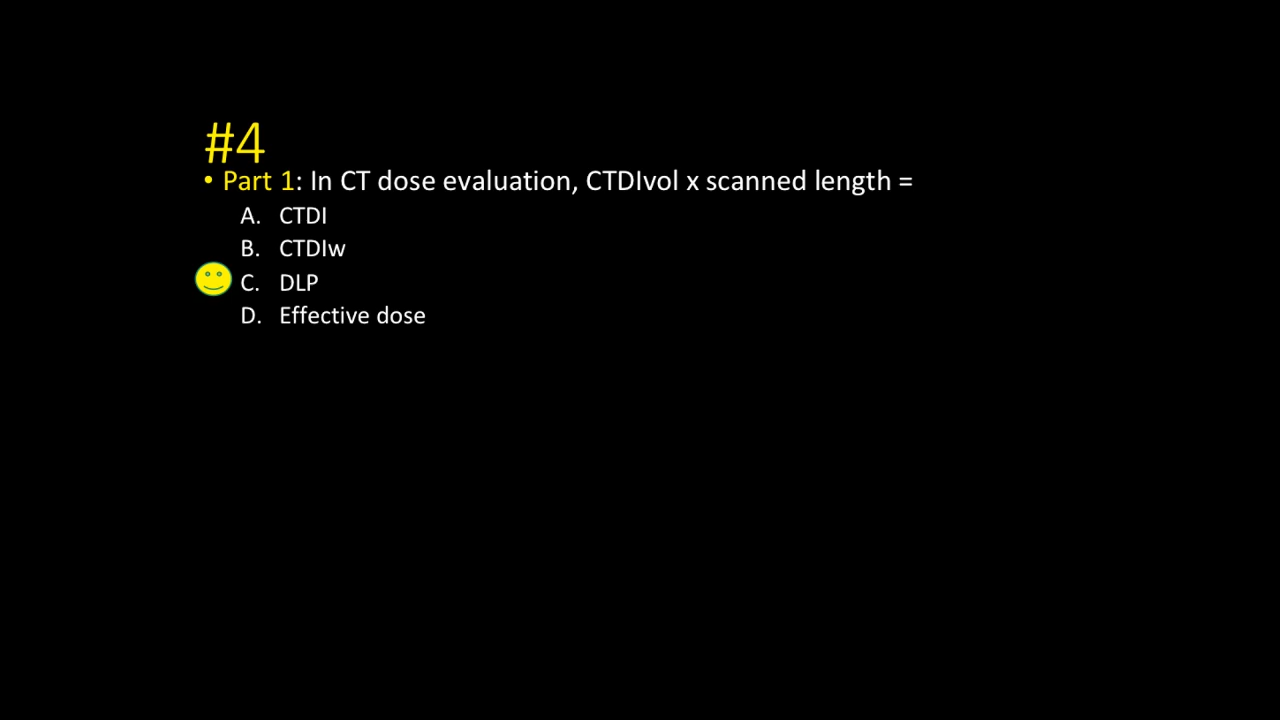 #4
• Part 1: In CT dose evaluation, CTDIvol x scanned length =
A. CTDI
B. CTDIw
C. DLP
D. Effective dose